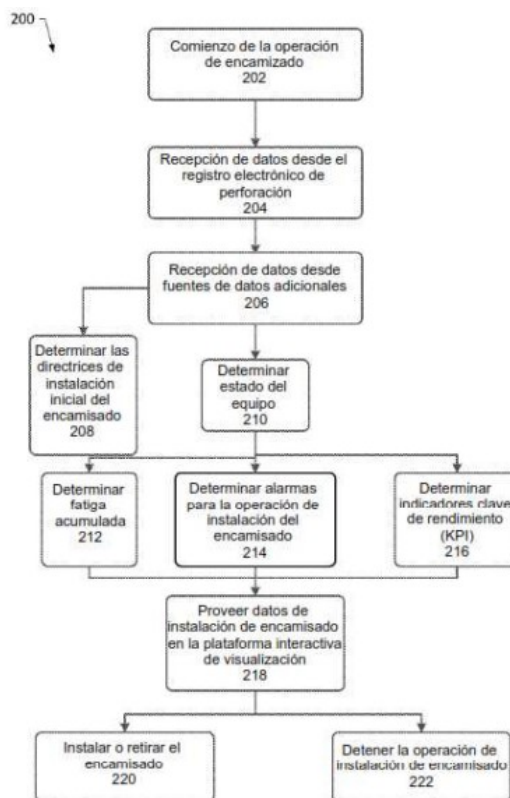 200
Comienzo de la operación
de encamizado
202
Recepción de datos desde el
registro electrónico de
perforación
204
Recepción de datos desde
fuentes de datos adicionales
206
Determinar las
directrices de
instalación
inicial del
encamisado
208
Determinar
estado del
equipo
210
Determinar
fatiga
acumulada
212
Determinar alarmas
para la operación de
instalación del
encamisado
214
Determinar
indicadores clave
de rendimiento
(KPI)
216
Proveer datos de
instalación de encamisado
en la plataforma interactiva
de visualización
218
Instalar o retirar el
encamisado
220
Detener la operación de
instalación de encamisado
222